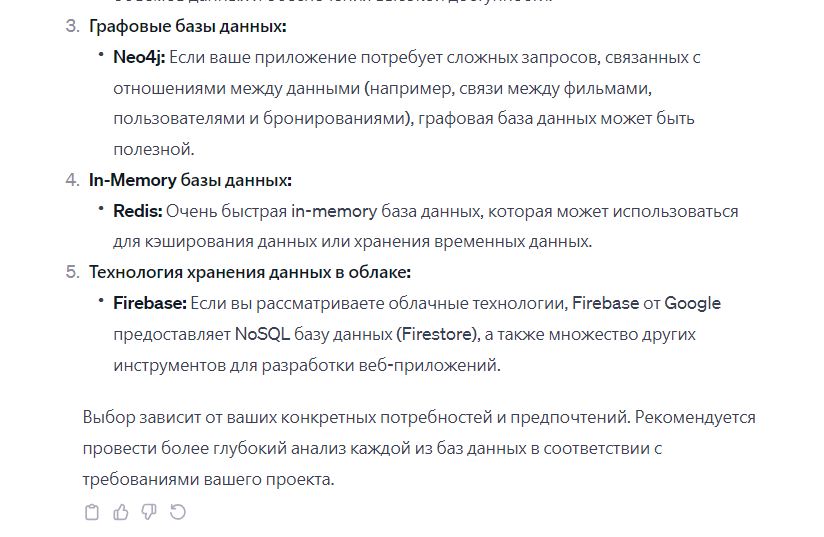 3. Графовые базы данных:
• Neo4j: Если ваше приложение потребует сложных запросов, связанных с
отношениями между данными (например, связи между фильмами,
пользователями и бронированиями), графовая база данных может быть
полезной.
4. In-Memory базы данных:
• Redis: Очень быстрая in-memory база данных, которая может использоваться
для кэширования данных или хранения временных данных.
5. Технология хранения данных в облаке:
• Firebase: Если вы рассматриваете облачные технологии, Firebase от Google
предоставляет NoSQL базу данных (Firestore), а также множество других
инструментов для разработки веб-приложений.
Выбор зависит от ваших конкретных потребностей и предпочтений. Рекомендуется
провести более глубокий анализ каждой из баз данных в соответствии с
требованиями вашего проекта.